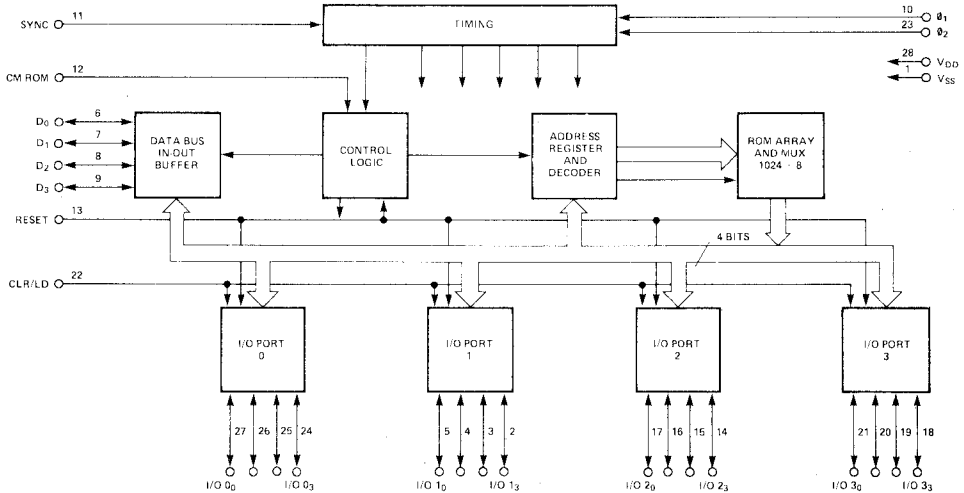 SYNC 11
TIMING
10 ø1
23 ø2
28 VDD
1 VSS
CM ROM 12
D0 6
D1 7
D2 8
D3 9
DATA BUS
IN-OUT
BUFFER
CONTROL
LOGIC
ADDRESS
REGISTER
AND
DECODER
ROM ARRAY
AND MUX
1024 - 8
RESET 13
4 BITS
CLR/LD 22
I/O PORT
0
I/O PORT
1
I/O PORT
2
I/O PORT
3
27 26 25 24
5 4 3 2
17 16 15 14
21 20 19 18
I/O 00 I/O 03
I/O 10 I/O 13
I/O 20 I/O 23
I/O 30 I/O 33